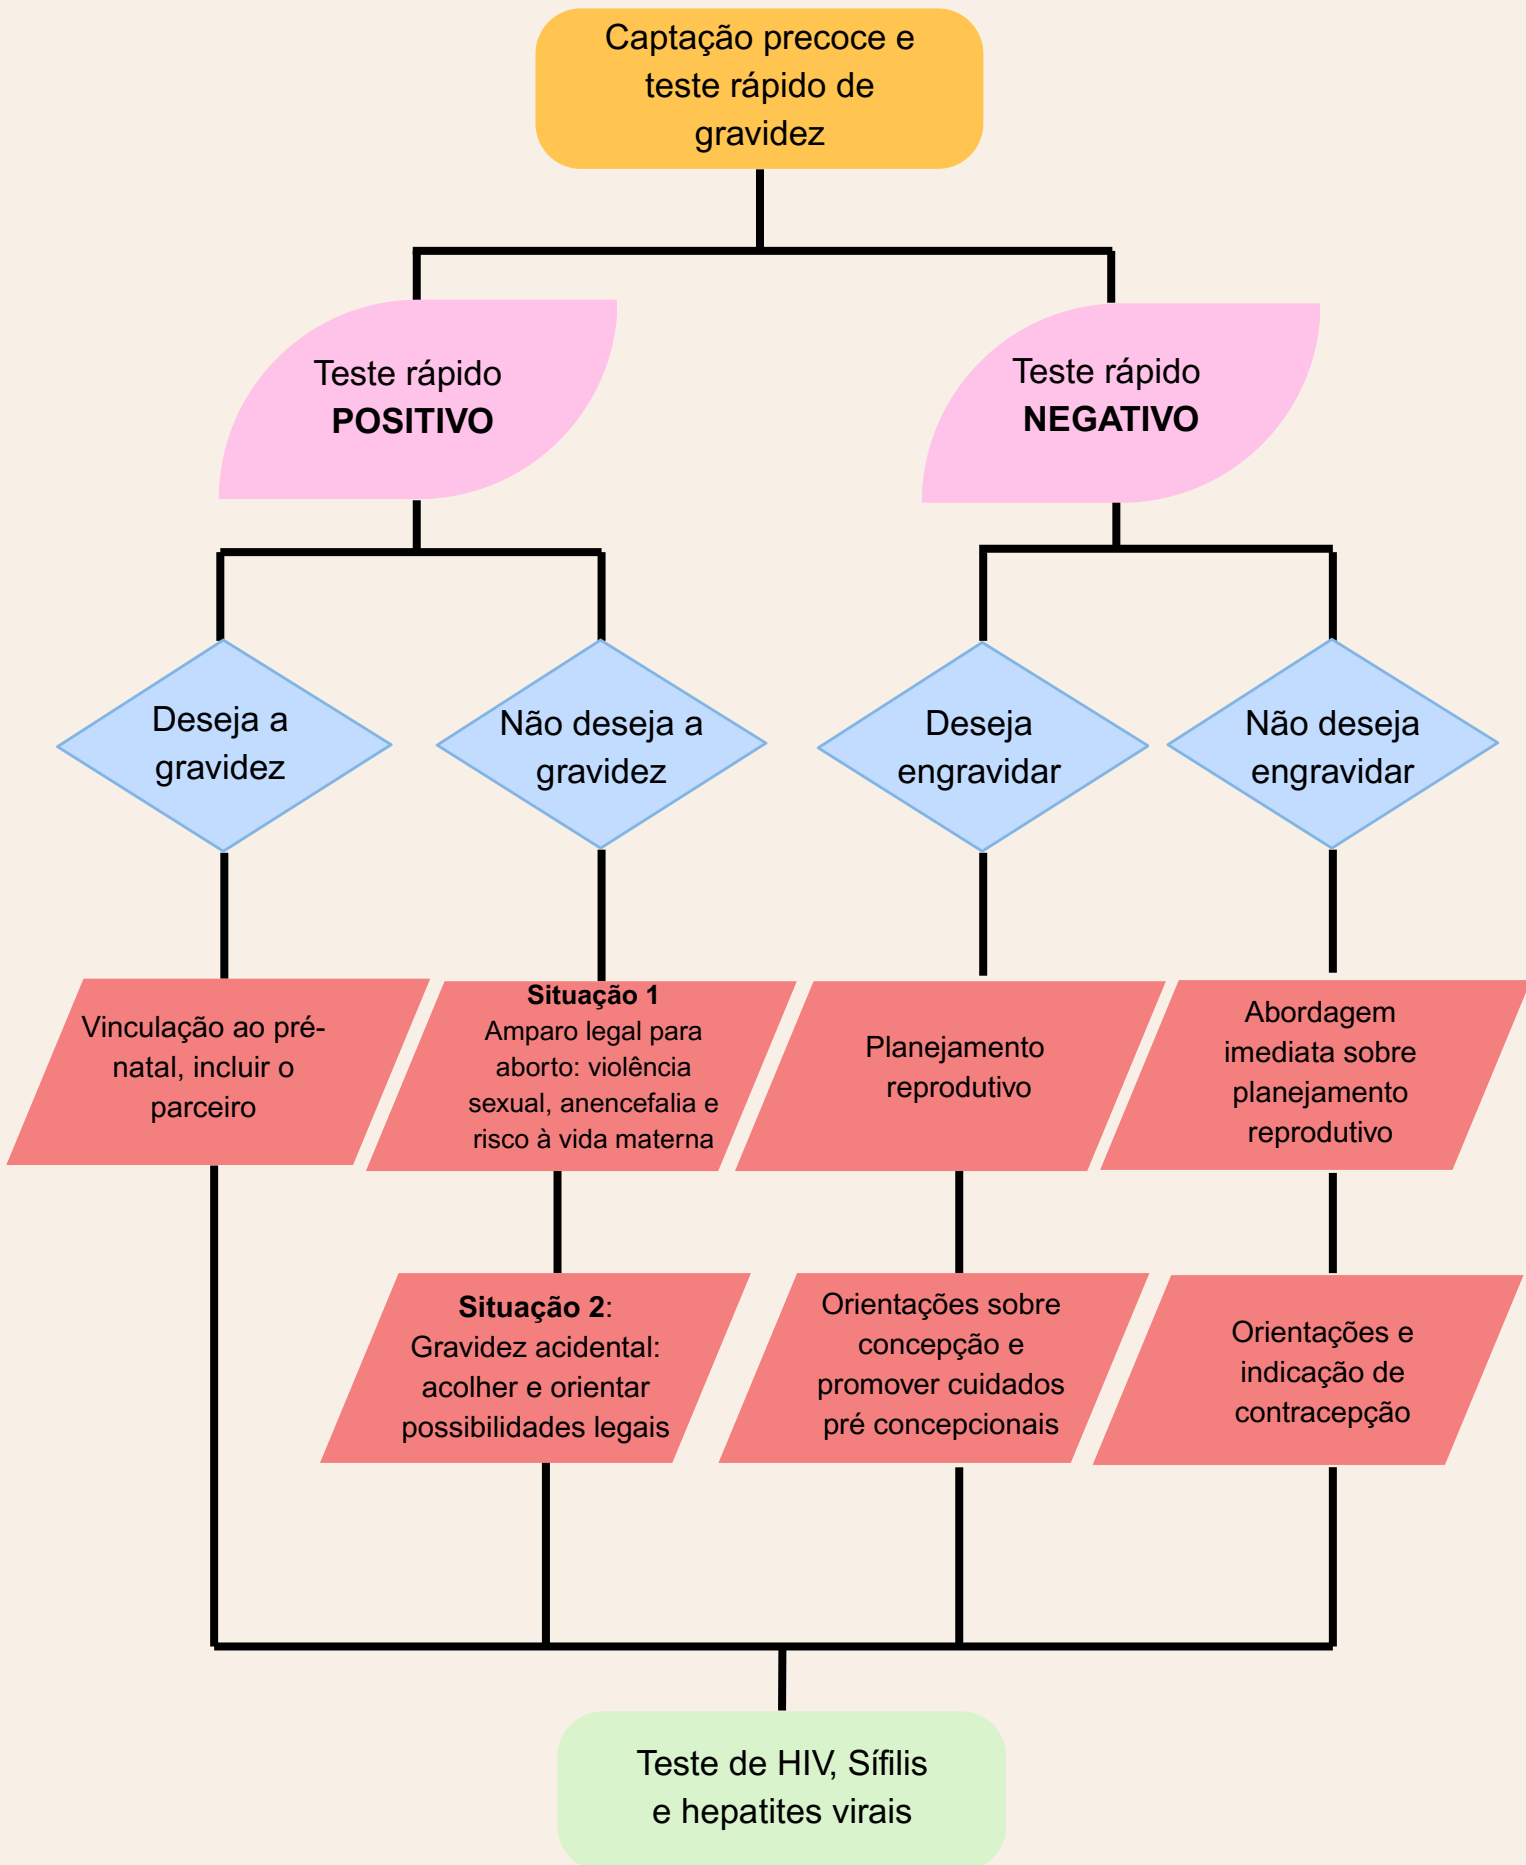 Captação precoce e
teste rápido de
gravidez
Teste rápido
POSITIVO
Teste rápido
NEGATIVO
Deseja a
gravidez
Não deseja a
gravidez
Deseja
engravidar
Não deseja
engravidar
Vinculação ao pré-
natal, incluir o
parceiro
Situação 1
Amparo legal para
aborto: violência
sexual, anencefalia e
risco à vida materna
Planejamento
reprodutivo
Abordagem
imediata sobre
planejamento
reprodutivo
Situação 2:
Gravidez acidental:
acolher e orientar
possibilidades legais
Orientações sobre
concepção e
promover cuidados
pré concepcionais
Orientações e
indicação de
contracepção
Teste de HIV, Sífilis
e hepatites virais